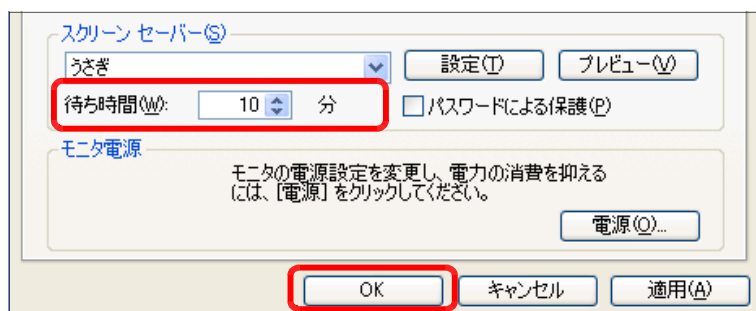 スクリーン セーバー(S)
うさぎ 設定(T) プレビュー(V)
待ち時間(W): 10 分 パスワードによる保護(P)
モニタ電源
モニタの電源設定を変更し、電力の消費を抑える
には、[電源] をクリックしてください。
電源(O)...
OK キャンセル 適用(A)